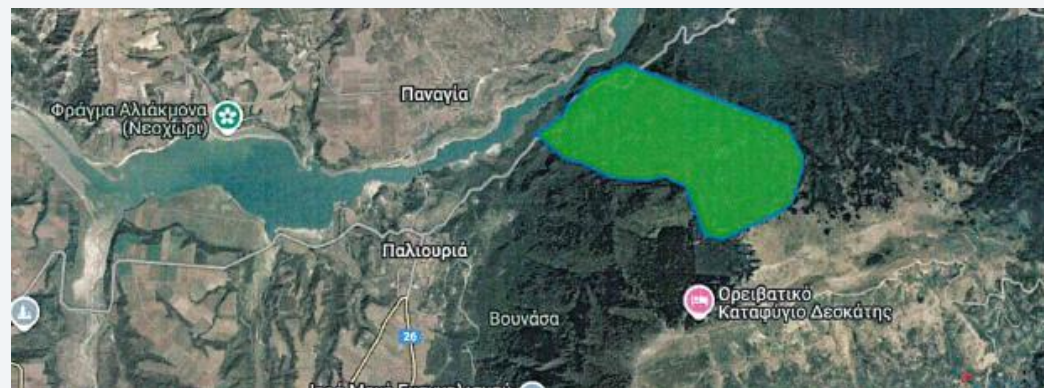 Παναγία
Φράγμα Αλιάκμονα
(Νεοχώρι)
Παλιουριά
Ορειβατικό
Καταφύγιο Δεσκάτης
Βουνάσα
26